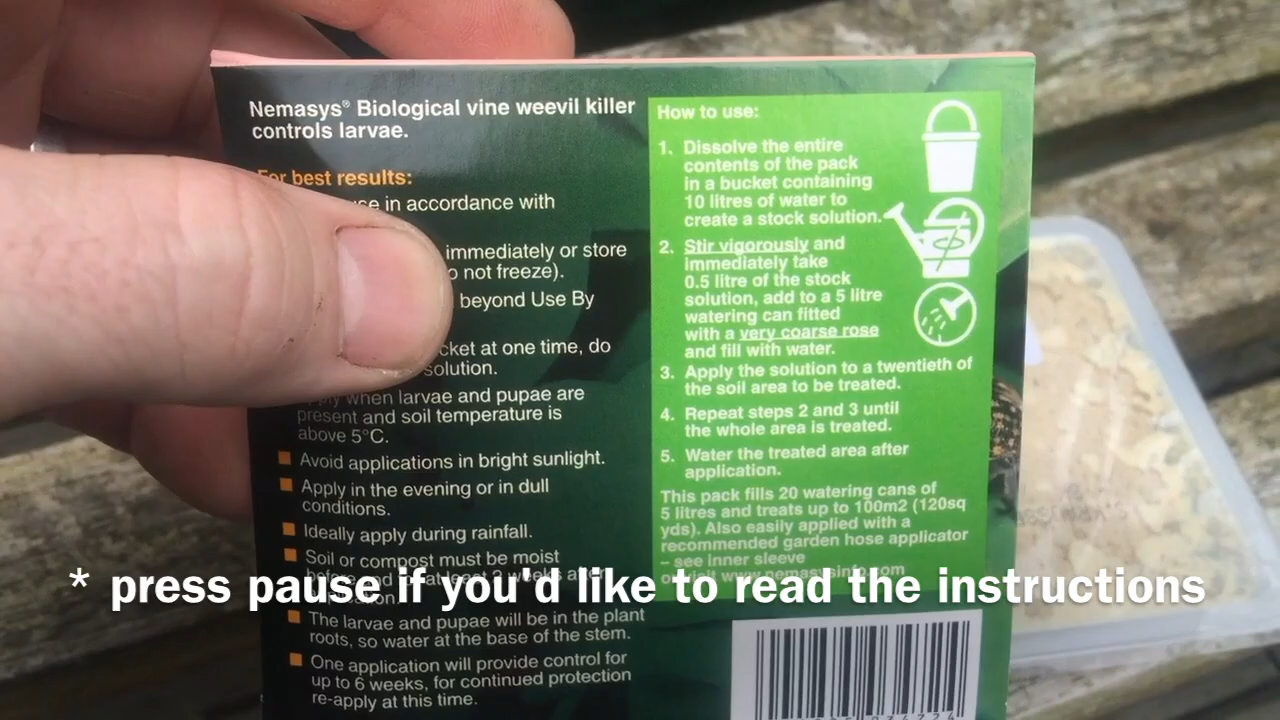 Nemasys® Biological vine weevil killer
controls larvae.
For best results:
use in accordance with
immediately or store
not freeze).
beyond Use By
at one time, do
solution.
when larvae and pupae are
present and soil temperature is
above 5°C.
Avoid applications in bright sunlight.
Apply in the evening or in dull
conditions.
Ideally apply during rainfall.
Soil or compost must be moist
The larvae and pupae will be in the plant
roots, so water at the base of the stem.
One application will provide control for
up to 6 weeks, for continued protection
re-apply at this time.
How to use:
1. Dissolve the entire
contents of the pack
in a bucket containing
10 litres of water to
create a stock solution.
2. Stir vigorously and
immediately take
0.5 litre of the stock
solution, add to a 5 litre
watering can fitted
with a very coarse rose
and fill with water.
3. Apply the solution to a twentieth of
the soil area to be treated.
4. Repeat steps 2 and 3 until
the whole area is treated.
5. Water the treated area after
application.
This pack fills 20 watering cans of
5 litres and treats up to 100m2 (120sq
yds). Also easily applied with a
recommended garden hose applicator
– see inner sleeve
* press pause if you'd like to read the instructions